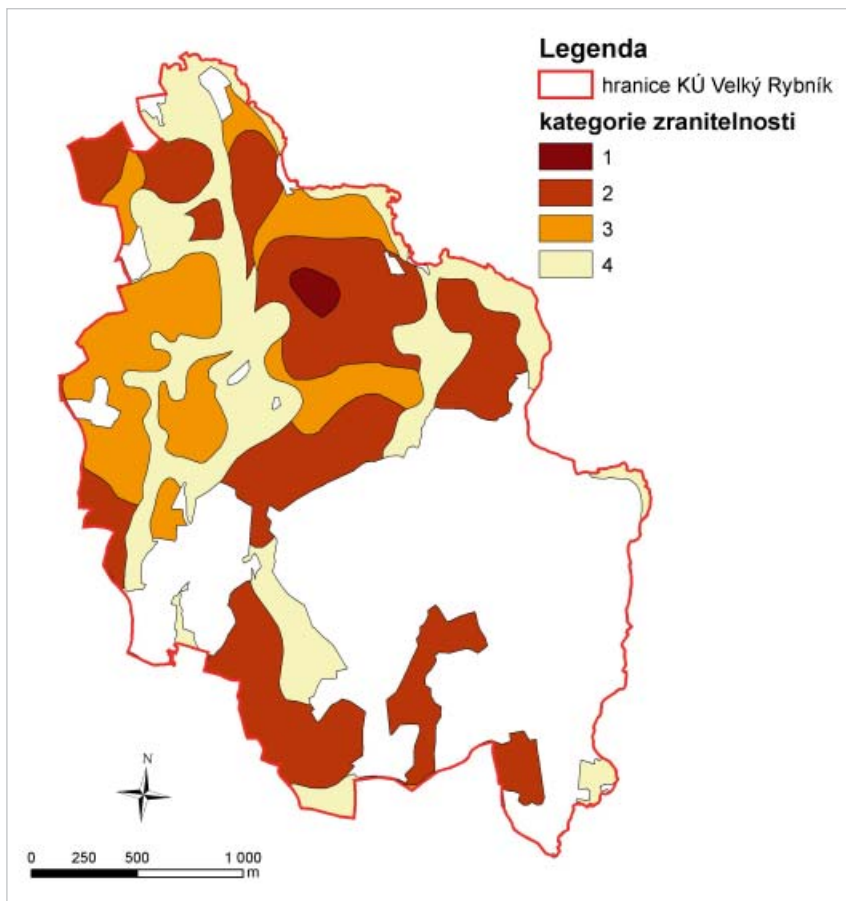 Legenda
hranice KÚ Velký Rybník
kategorie zranitelnosti
1
2
3
4
N
0 250 500 1 000
m